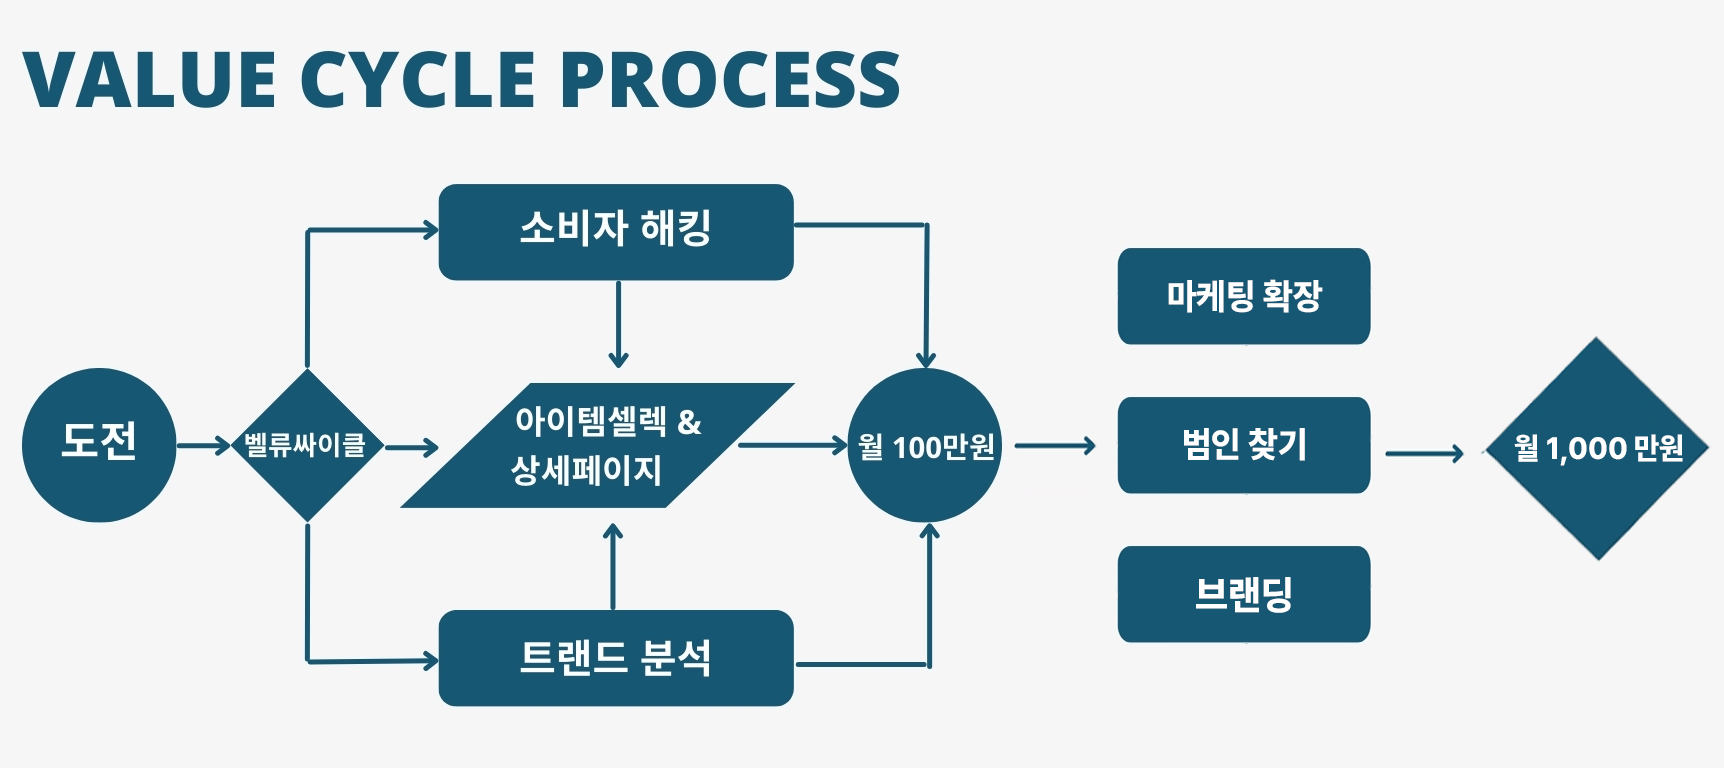 VALUE CYCLE PROCESS
소비자 해킹
도전
벨류싸이클
아이템셀렉 &
상세페이지
트랜드 분석
월 100만원
마케팅 확장
범인 찾기
브랜딩
월 1,000 만원